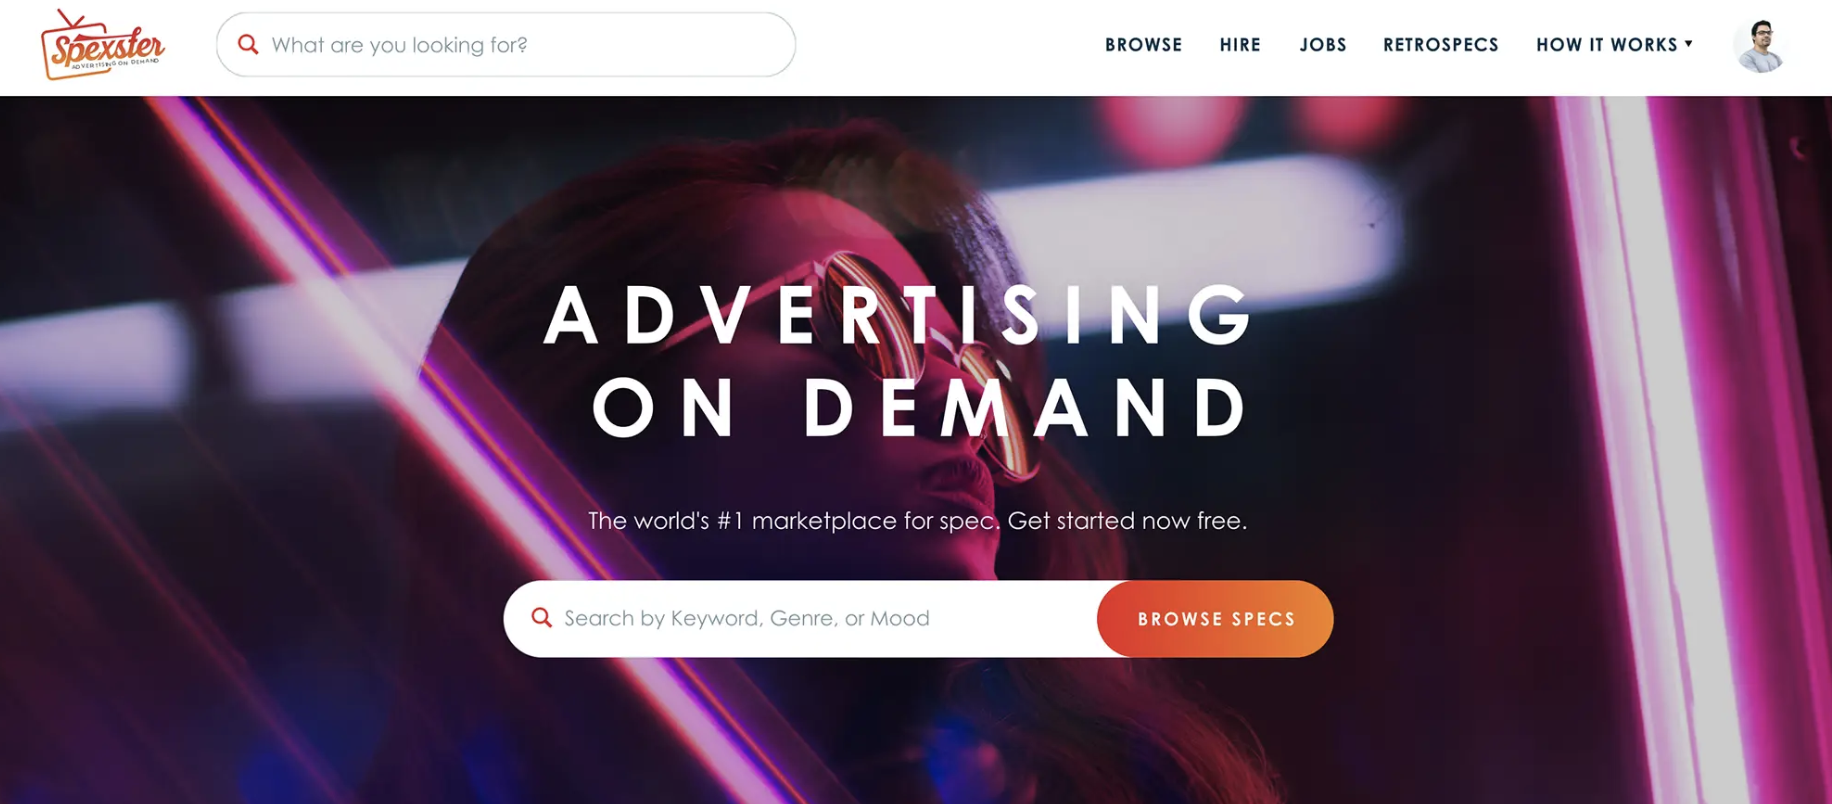 Spexster
ADVERTISING ON DEMAND
What are you looking for?
BROWSE HIRE JOBS RETROSPECS HOW IT WORKS
ADVERTISING
ON DEMAND
The world's #1 marketplace for spec. Get started now free.
Search by Keyword, Genre, or Mood
BROWSE SPECS